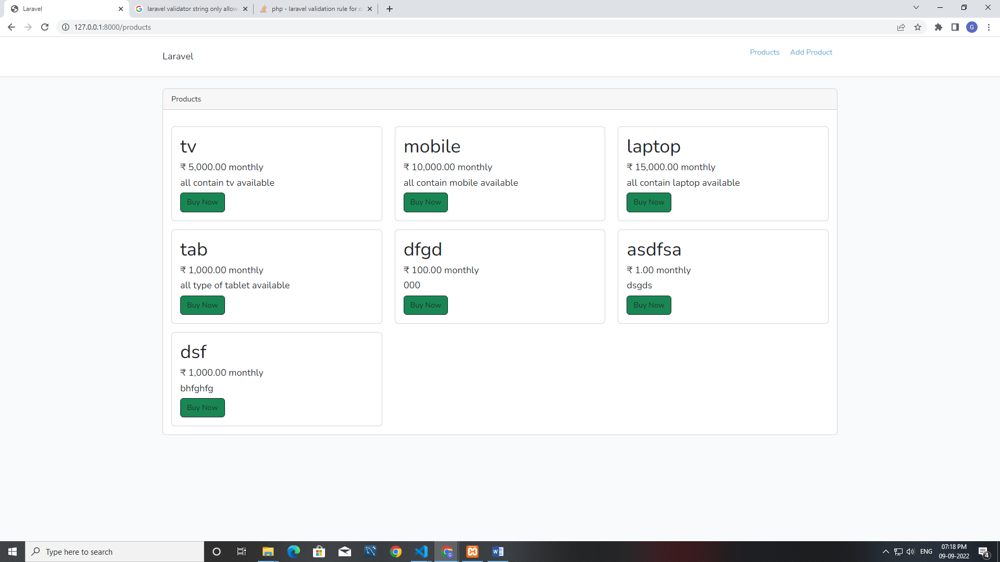 Laravel
laravel validator string only allow
php - laravel validation rule for o
127.0.0.1:8000/products
G
Laravel
Products
Add Product
Products
tv
₹ 5,000.00 monthly
all contain tv available
Buy Now
mobile
₹ 10,000.00 monthly
all contain mobile available
Buy Now
laptop
₹ 15,000.00 monthly
all contain laptop available
Buy Now
tab
₹ 1,000.00 monthly
all type of tablet available
Buy Now
dfgd
₹ 100.00 monthly
000
Buy Now
asdfsa
₹ 1.00 monthly
dsgds
Buy Now
dsf
₹ 1,000.00 monthly
bhfghfg
Buy Now
Type here to search
ENG
07:18 PM
09-09-2022
4